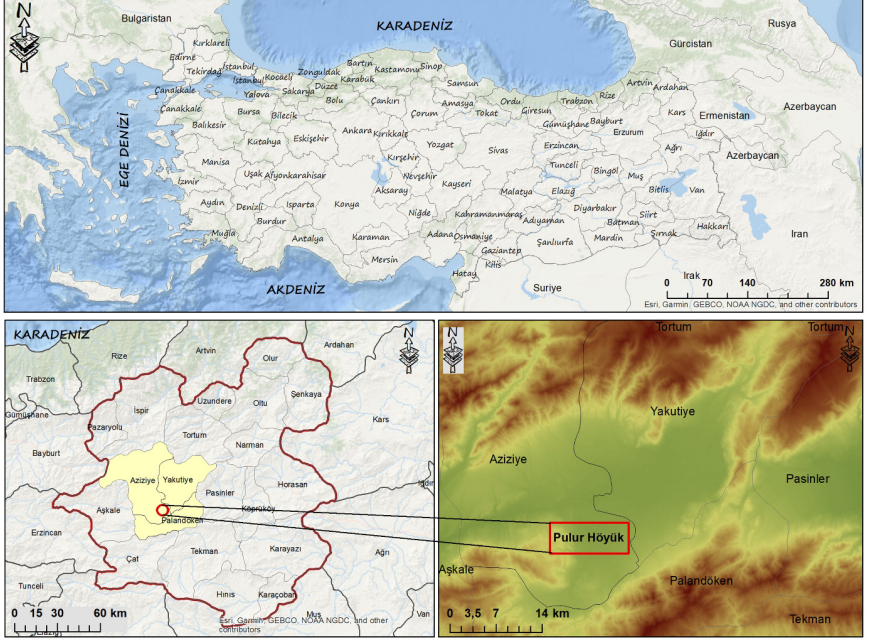 N
Bulgaristan
KARADENİZ
Rusya
Gürcistan
Kırklareli
Edirne
Tekirdağ
İstanbul
İstanbul
Kocaeli
Yalova
Sakarya
Düzce
Zonguldak
Bartın
Karabük
Kastamonu
Sinop
Bolu
Çankırı
Samsun
Amasya
Çorum
Tokat
Ordu
Giresun
Trabzon
Rize
Artvin
Ardahan
Kars
Gümüşhane
Bayburt
Erzurum
Iğdır
Ermenistan
Azerbaycan
Azerbaycan
Çanakkale
Çanakkale
Balıkesir
Bursa
Bilecik
Kütahya
Eskişehir
Ankara
Kırıkkale
Yozgat
Sivas
Erzincan
Tunceli
Ağrı
EGE DENİZİ
Manisa
Uşak
Afyonkarahisar
Kırşehir
Nevşehir
Kayseri
Aksaray
Malatya
Elazığ
Bingöl
Muş
Bitlis
Van
İzmir
Aydın
Denizli
Isparta
Burdur
Konya
Niğde
Kahramanmaraş
Adıyaman
Diyarbakır
Batman
Siirt
Şırnak
Hakkari
Mardin
Şanlıurfa
Gaziantep
Kilis
Muğla
Antalya
Karaman
Mersin
Adana
Osmaniye
Hatay
Iran
Irak
Suriye
AKDENİZ
0 70 140 280 km
Esri, Garmin, GEBCO, NOAA NGDC, and other contributors
KARADENİZ
N
Rize
Artvin
Ardahan
Olur
Trabzon
Şenkaya
Uzundere
Oltu
İspir
Gümüşhane
Pazaryolu
Kars
Tortum
Narman
Bayburt
Aziziye
Yakutiye
Pasinler
Horasan
Iğdır
Aşkale
Köprüköy
Palandöken
Erzincan
Tekman
Karayazı
Ağrı
Çat
Tunceli
Hınıs
Karaçoban
Muş
Van
0 15 30 60 km
Esri, Garmin, GEBCO, NOAA NGDC, and other
contributors
Elazığ
N
Tortum
Tortum
N
Yakutiye
Aziziye
Pasinler
Pulur Höyük
Aşkale
Palandöken
Tekman
0 3,5 7 14 km